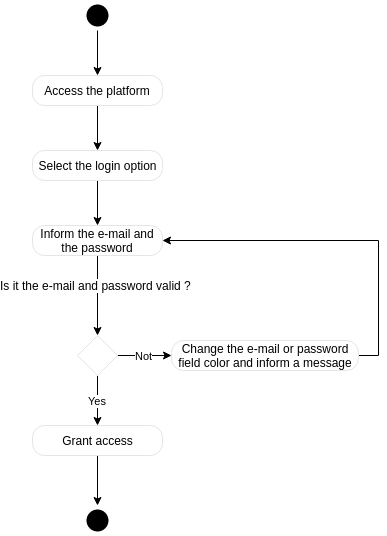 Access the platform
Select the login option
Inform the e-mail and
the password
Is it the e-mail and password valid ?
Not
Change the e-mail or password
field color and inform a message
Yes
Grant access